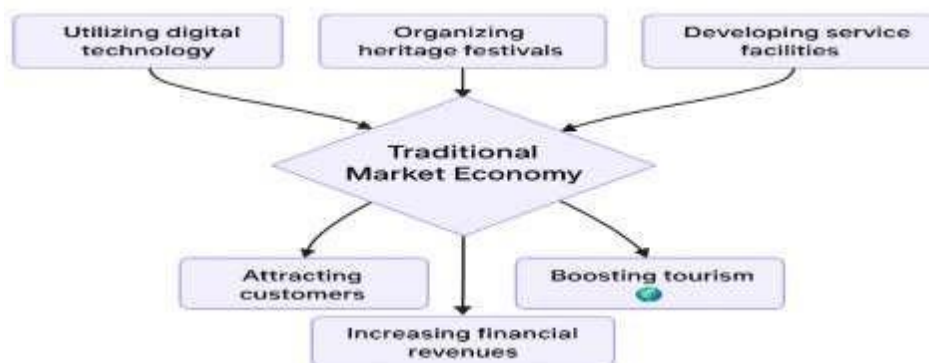 Utilizing digital
technology
Organizing
heritage festivals
Developing service
facilities
Traditional
Market Economy
Attracting
customers
Boosting tourism
Increasing financial
revenues